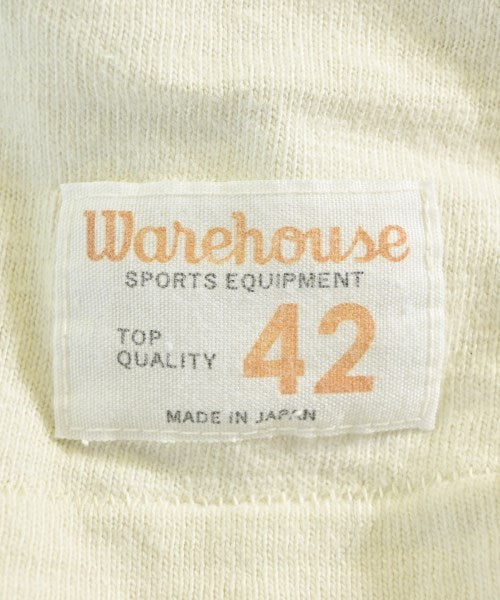 Warehouse
SPORTS EQUIPMENT
TOP
QUALITY
42
MADE IN JAPAN